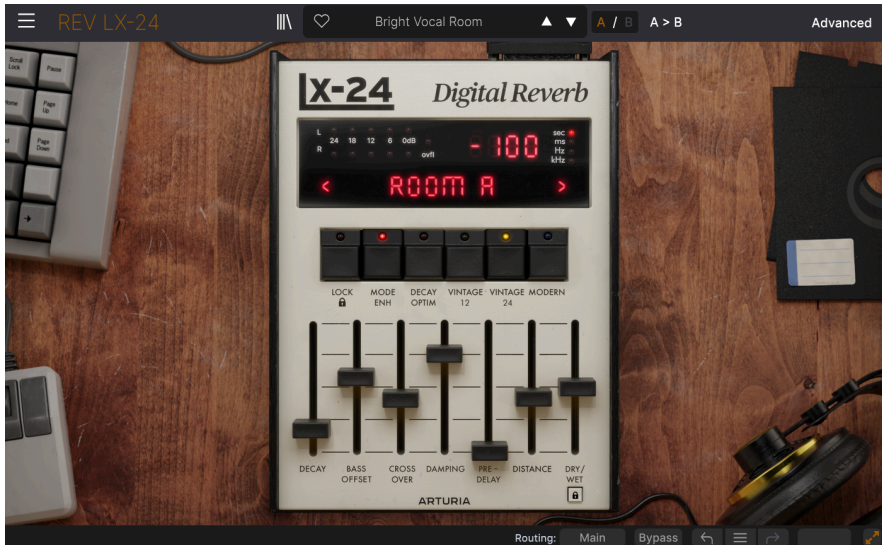 REV LX-24
Bright Vocal Room
A / B
A > B
Advanced
Scroll Lock
Pause
Home
Page Up
End
Page Down
LX-24
Digital Reverb
L
24 18 12 6 0dB
R
ovfl
-100
sec
ms
Hz
kHz
< ROOM A >
LOCK
MODE ENH
DECAY OPTIM
VINTAGE 12
VINTAGE 24
MODERN
DECAY
BASS OFFSET
CROSS OVER
DAMPING
PRE-DELAY
DISTANCE
DRY/WET
ARTURIA
Routing:
Main
Bypass